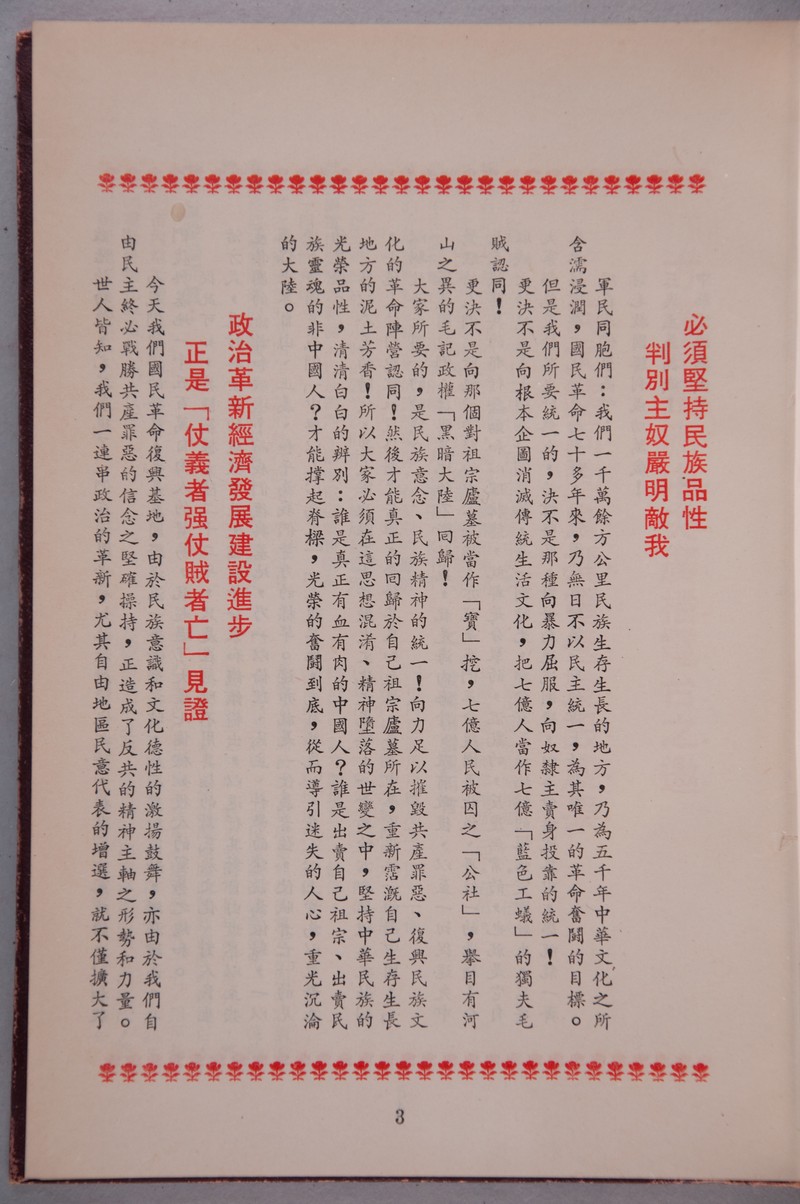 必須堅持民族品性
判別主奴嚴明敵我
軍民同胞們：我們一千萬餘方公里民族生存生長的地方，乃為五千年中華文化之所
含濡浸潤，國民革命七十多年來，乃無日不以民主統一，為其唯一的革命奮鬪的目標。
但是我們所要統一的，決不是那種向暴力屈服，向奴隸主賣身投靠的統一！
更決不是向根本企圖消滅傳統生活文化，把七億人當作七億「藍色工蟻」的獨夫毛
賊認同！
更決不是向那個對祖宗廬墓被當作「寶」挖，七億人民被囚之「公社」，舉目有河
山之異的毛記政權「黑暗大陸」回歸！
大家所要的，是民族意念、民族精神的統一！向力足以摧毀共產罪惡、復興民族文
化的革命陣營認同！然後才能真正的回歸於自己祖宗廬墓所在，重新霑溉自己生存生長
地方的泥土芳香！所以大家必須在這思想混淆、精神墮落的世變之中，堅持中華民族的
光榮品性，清清白白的辨別：誰是真正有血有肉的中國人？誰是出賣自己祖宗、出賣民
族靈魂的非中國人？才能撐起脊樑，光榮的奮鬪到底，從而導引迷失的人心，重光沉淪
的大陸。
政治革新經濟發展建設進步
正是「仗義者强仗賊者亡」見證
今天我們國民革命復興基地，由於民族意識和文化德性的激揚鼓舞，亦由於我們自
由民主終必戰勝共產罪惡的信念之堅確操持，正造成了反共的精神主軸之形勢和力量。
世人皆知，我們一連串政治的革新，尤其自由地區民意代表的增選，就不僅擴大了
3